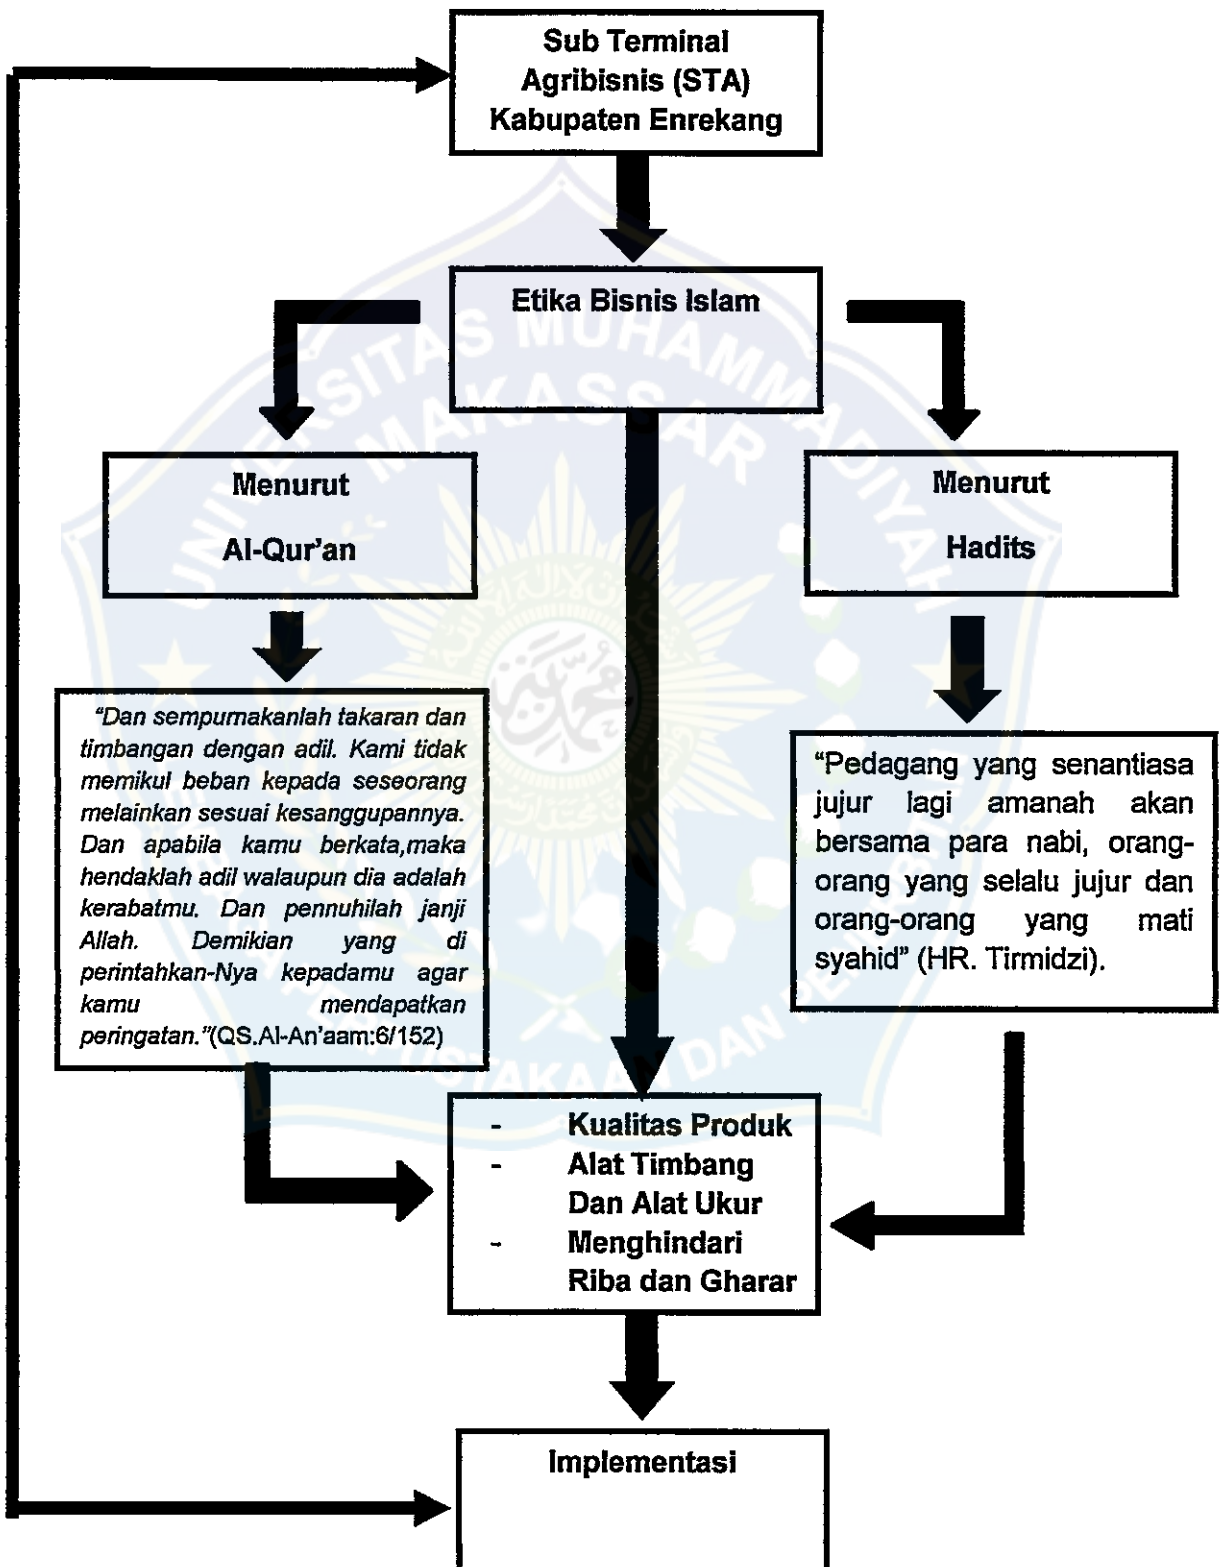 Sub Terminal
Agribisnis (STA)
Kabupaten Enrekang
Etika Bisnis Islam
UNIVERSITAS MUHAMMADIYAH
MAKASSAR
Menurut
Al-Qur'an
Menurut
Hadits
"Dan sempurnakanlah takaran dan
timbangan dengan adil. Kami tidak
memikul beban kepada seseorang
melainkan sesuai kesanggupannya.
Dan apabila kamu berkata,maka
hendaklah adil walaupun dia adalah
kerabatmu. Dan pennuhilah janji
Allah. Demikian yang di
perintahkan-Nya kepadamu agar
kamu mendapatkan
peringatan."(QS.Al-An'aam:6/152)
"Pedagang yang senantiasa
jujur lagi amanah akan
bersama para nabi, orang-
orang yang selalu jujur dan
orang-orang yang mati
syahid" (HR. Tirmidzi).
- Kualitas Produk
- Alat Timbang
Dan Alat Ukur
- Menghindari
Riba dan Gharar
Implementasi